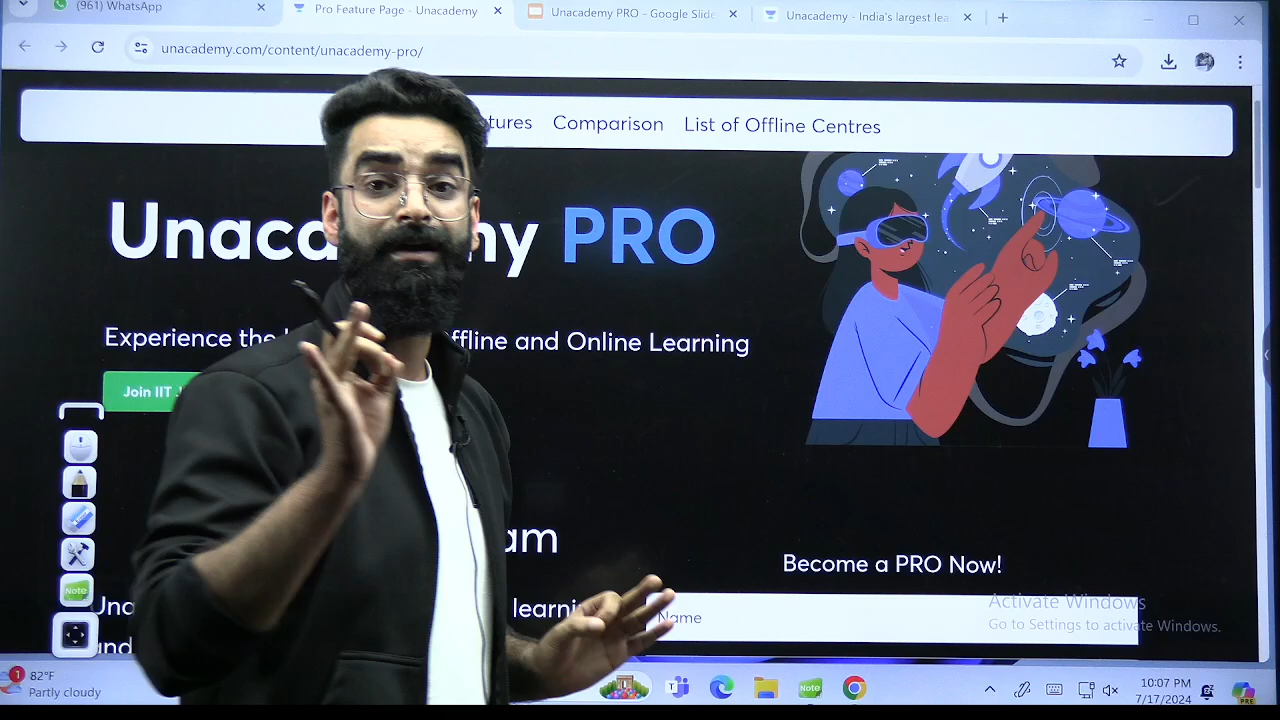 (961) WhatsApp
Pro Feature Page - Unacademy
Unacademy PRO - Google Slide
Unacademy - India's largest lea
unacademy.com/content/unacademy-pro/
tures Comparison List of Offline Centres
Unaca my PRO
Experience the ffline and Online Learning
Join IIT
am
Become a PRO Now!
Una learni
Name
and
Activate Windows
Go to Settings to activate Windows.
Note
1
82°F
Partly cloudy
Note
10:07 PM
7/17/2024
PRE